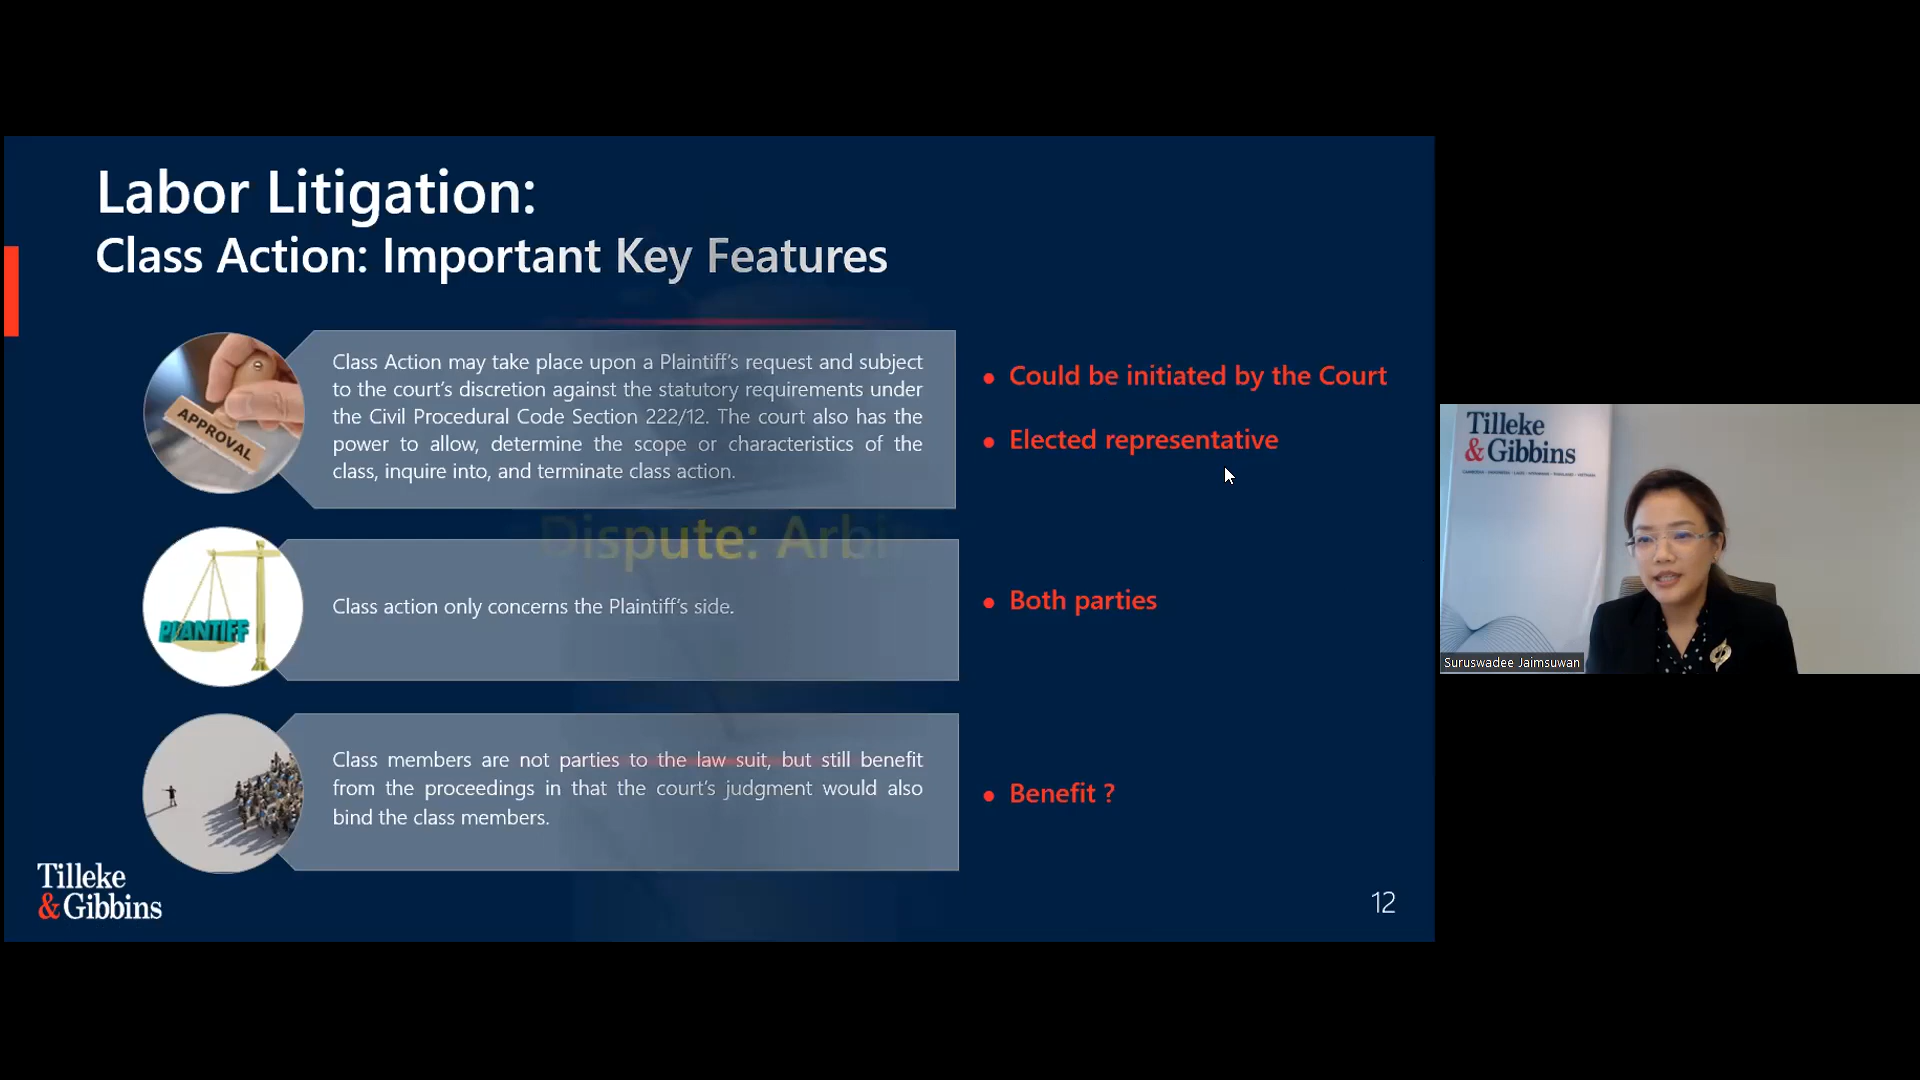 Labor Litigation:
Class Action: Important Key Features
APPROVAL
Class Action may take place upon a Plaintiff's request and subject
to the court's discretion against the statutory requirements under
the Civil Procedural Code Section 222/12. The court also has the
power to allow, determine the scope or characteristics of the
class, inquire into, and terminate class action.
• Could be initiated by the Court
• Elected representative
Dispute: Arbi
PLANTIFF
Class action only concerns the Plaintiff's side.
• Both parties
Class members are not parties to the law suit, but still benefit
from the proceedings in that the court's judgment would also
bind the class members.
• Benefit ?
Tilleke
& Gibbins
12
Tilleke
& Gibbins
Suruswadee Jaimsuwan